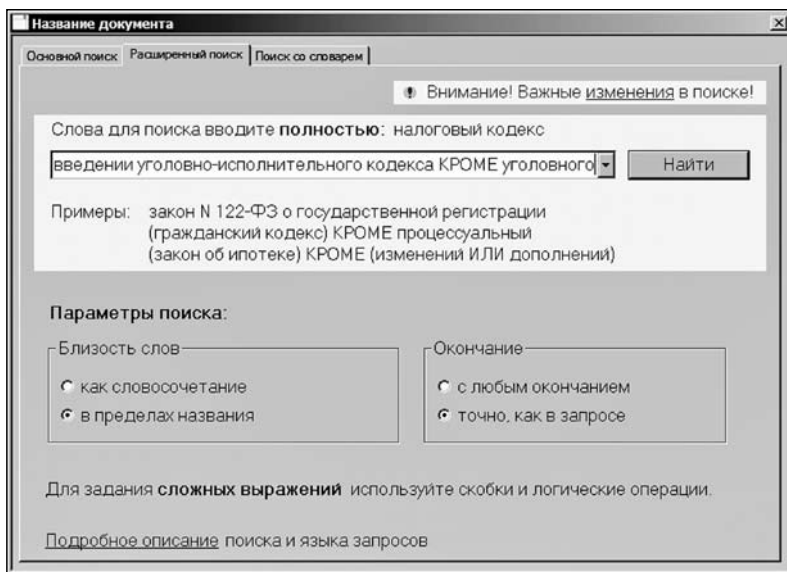 Название документа
Основной поиск Расширенный поиск Поиск со словарем
Внимание! Важные изменения в поиске!
Слова для поиска вводите полностью: налоговый кодекс
введении уголовно-исполнительного кодекса КРОМЕ уголовного
Найти
Примеры: закон N 122-ФЗ о государственной регистрации
(гражданский кодекс) КРОМЕ процессуальный
(закон об ипотеке) КРОМЕ (изменений ИЛИ дополнений)
Параметры поиска:
Близость слов
как словосочетание
в пределах названия
Окончание
с любым окончанием
точно, как в запросе
Для задания сложных выражений используйте скобки и логические операции.
Подробное описание поиска и языка запросов